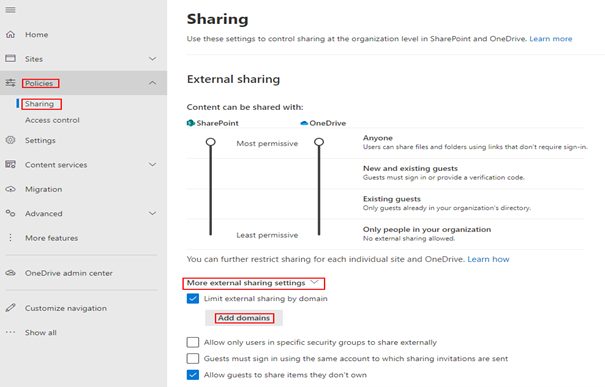 Home
Sites
Policies
Sharing
Access control
Settings
Content services
Migration
Advanced
More features
OneDrive admin center
Customize navigation
Show all
Sharing
Use these settings to control sharing at the organization level in SharePoint and OneDrive. Learn more
External sharing
Content can be shared with:
SharePoint OneDrive
Most permissive
Anyone
Users can share files and folders using links that don't require sign-in.
New and existing guests
Guests must sign in or provide a verification code.
Existing guests
Only guests already in your organization's directory.
Least permissive
Only people in your organization
No external sharing allowed.
You can further restrict sharing for each individual site and OneDrive. Learn how
More external sharing settings
Limit external sharing by domain
Add domains
Allow only users in specific security groups to share externally
Guests must sign in using the same account to which sharing invitations are sent
Allow guests to share items they don't own